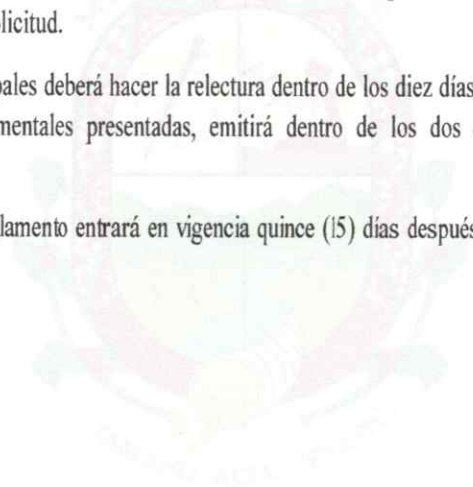 licitud.
pales deberá hacer la relectura dentro de los diez días
mentales presentadas, emitirá dentro de los dos
lamento entrará en vigencia quince (15) días después